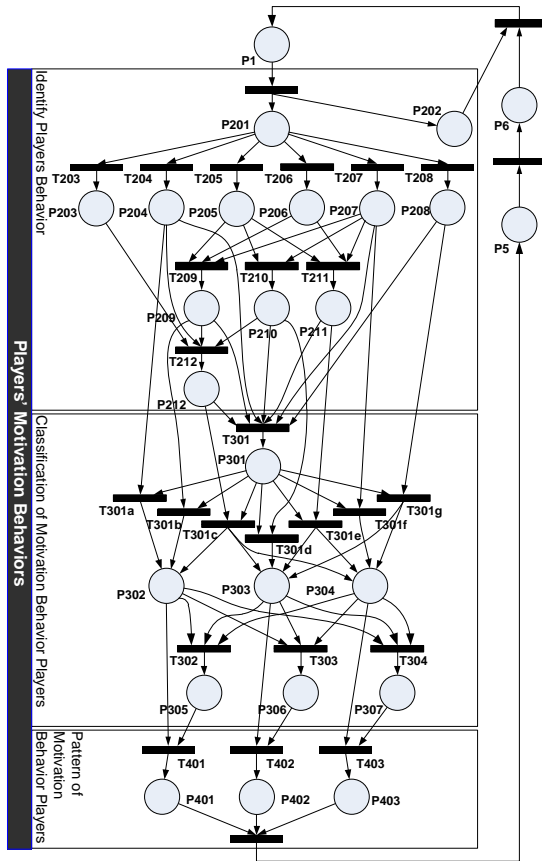 P1
P202
P6
P5
Players' Motivation Behaviors
Identify Players Behavior
P201
T203
T204
T205
T206
T207
T208
P203
P204
P205
P206
P207
P208
T209
T210
T211
P209
P210
P211
T212
P212
Classification of Motivation Behavior Players
T301
P301
T301a
T301b
T301c
T301d
T301e
T301f
T301g
P302
P303
P304
T302
T303
T304
P305
P306
P307
Pattern of
Motivation
Behavior Players
T401
T402
T403
P401
P402
P403